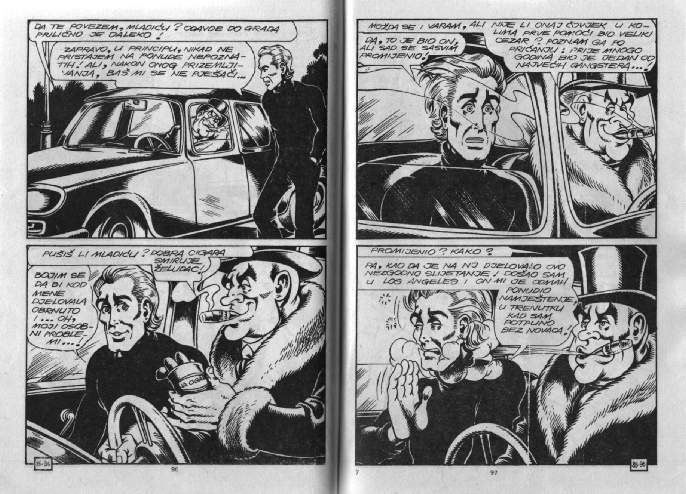 DA TE POVEZEM, MLADIĆU? ODAVDE DO GRADA
PRILIČNO JE DALEKO!
ZAPRAVO, U PRINCIPU, NIKAD NE
PRISTAJEM NA PONUDE NEPOZNA-
TIH! ALI, NAKON OVOG PRIZEMLJI-
VANJA, BAŠ MI SE NE PJEŠAČI...
PUŠIŠ LI MLADIĆU? DOBRA CIGARA
SMIRUJE
ŽELUDAC!
BOJIM SE
DA BI KOD
MENE
DJELOVALA
OBRNUTO
I... OH,
MOJI OSOB-
NI PROBLE-
MI...!
96
MOŽDA SE I VARAM, ALI NIJE LI ONAJ ČOVJEK U KO-
LIMA PRVE POMOĆI BIO VELIKI
CEZAR? POZNAM GA PO
PRIČANJU: PRIJE MNOGO
GODINA BIO JE JEDAN OD
NAJVEĆIH GANGSTERA...!
DA, TO JE BIO ON,
ALI SAD SE SASVIM
PROMIJENIO!
PROMIJENIO? KAKO?
PA, KAO DA JE NA NJ DJELOVALO OVO
NEZGODNO SLIJETANJE! DOŠAO SAM
U LOS ANGELES I ON MI JE ODMAH
PONUDIO
NAMJEŠTENJE,
U TRENUTKU
KAD SAM
POTPUNO
BEZ NOVACA!
7
97